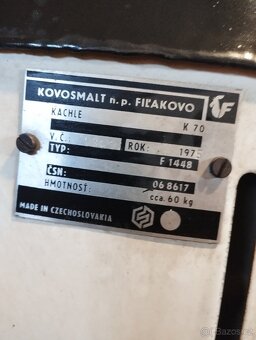 KOVOSMALT n. p. FIĽAKOVO
KACHLE K 70
V. Č.
ROK: 197
TYP: F 1448
ČSN: 06 8617
HMOTNOSŤ cca. 60 kg
MADE IN CZECHOSLOVAKIA